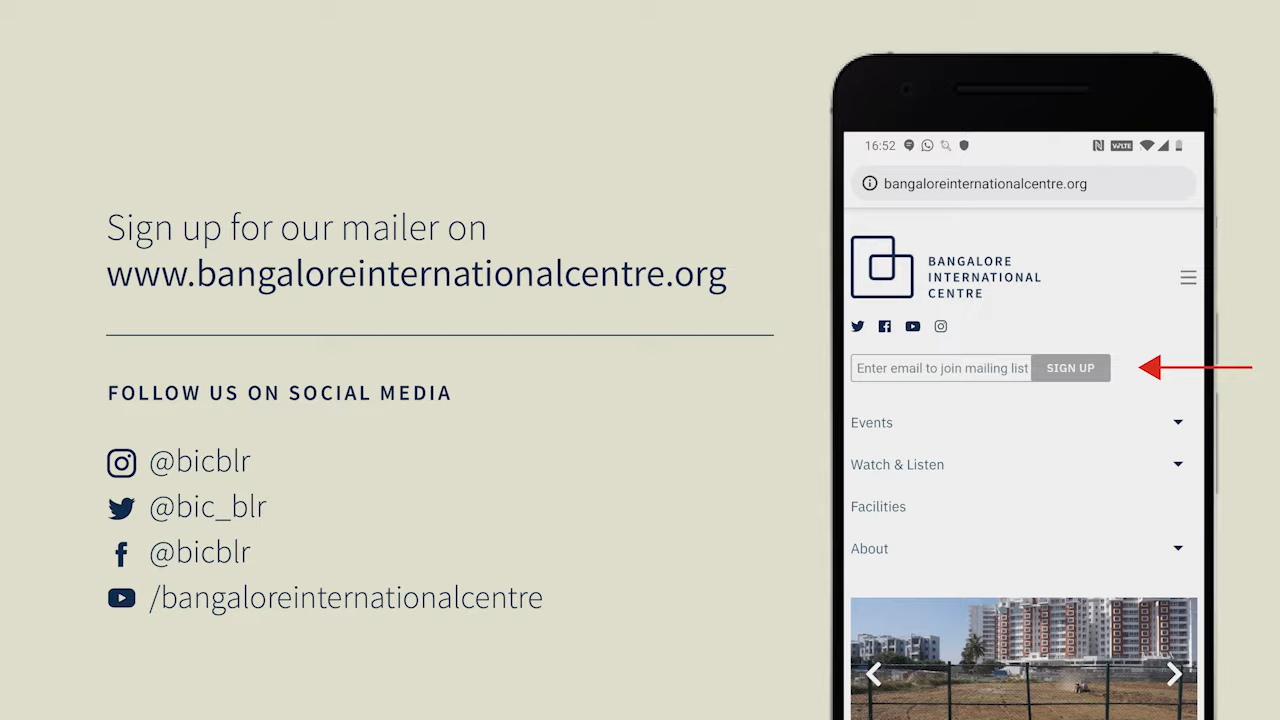 Sign up for our mailer on
www.bangaloreinternationalcentre.org
FOLLOW US ON SOCIAL MEDIA
@bicblr
@bic_blr
@bicblr
/bangaloreinternationalcentre
16:52
VoLTE
bangaloreinternationalcentre.org
BANGALORE
INTERNATIONAL
CENTRE
Enter email to join mailing list
SIGN UP
Events
Watch & Listen
Facilities
About